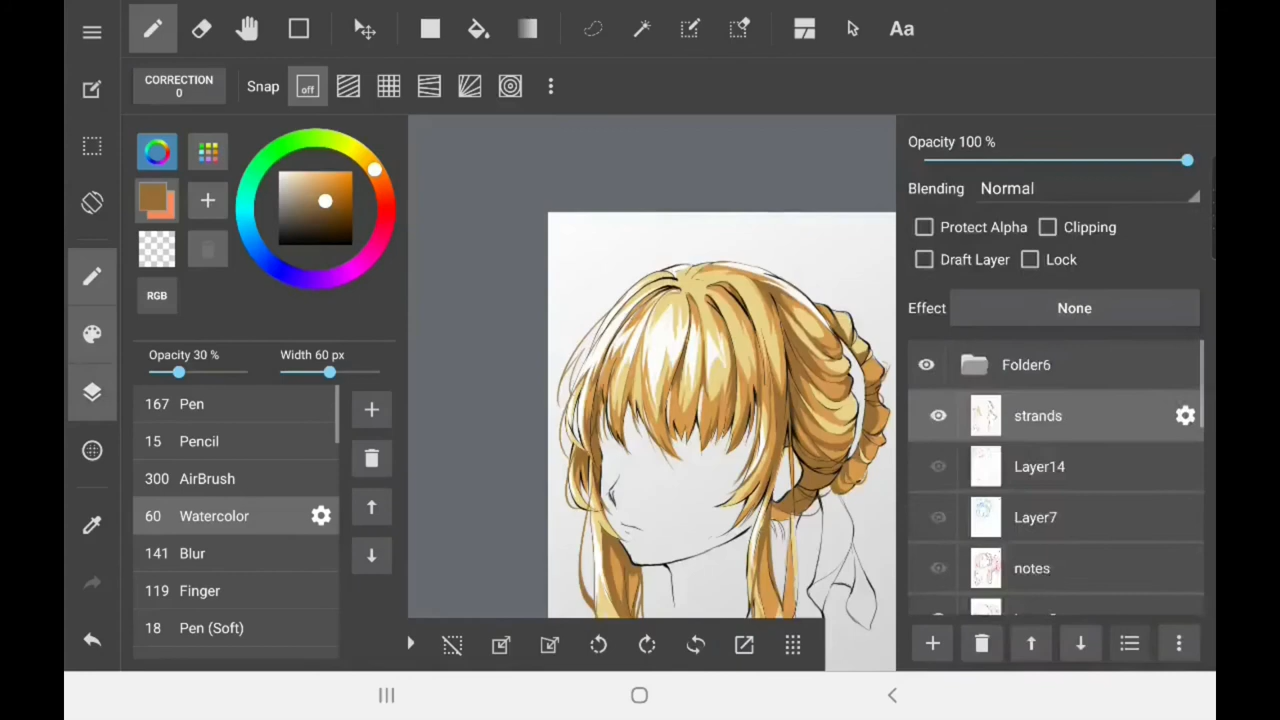 Aa
CORRECTION
0
Snap
off
Opacity 100 %
Blending Normal
Protect Alpha Clipping
Draft Layer Lock
RGB
Effect None
Opacity 30 % Width 60 px
Folder6
167 Pen
strands
15 Pencil
Layer14
300 AirBrush
60 Watercolor
Layer7
141 Blur
notes
119 Finger
18 Pen (Soft)